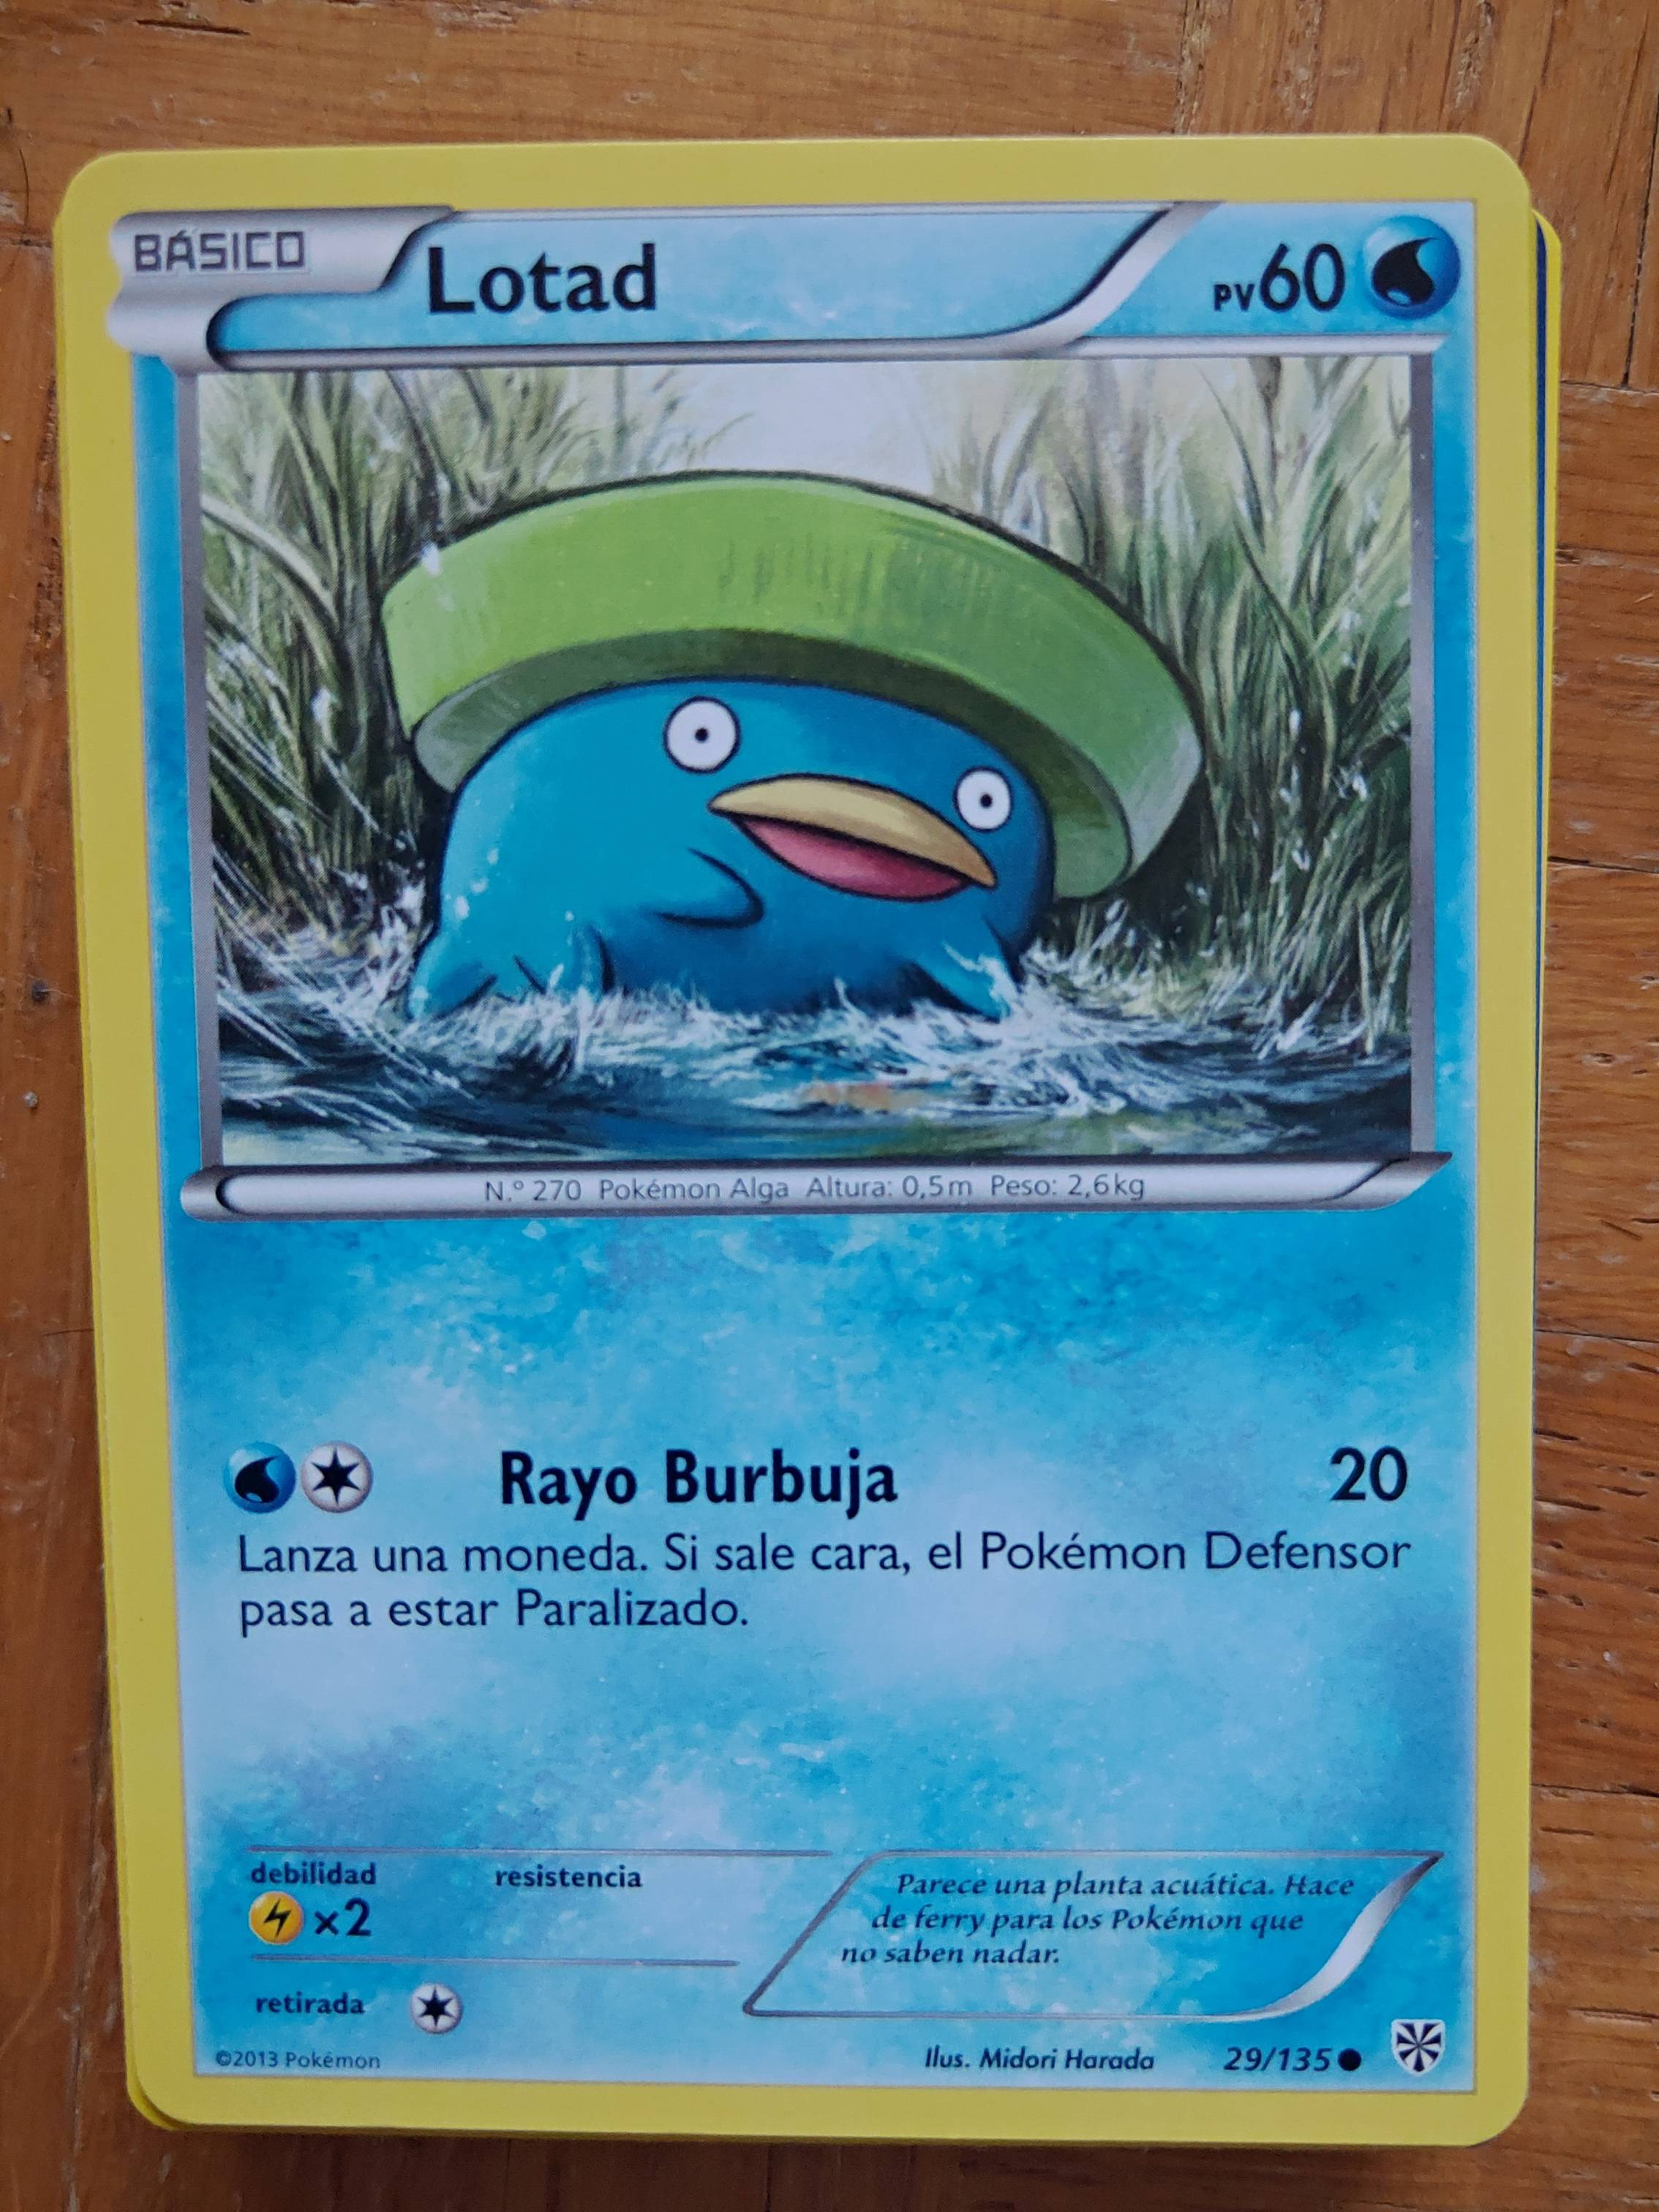 BÁSICO
Lotad
PV60
N.º 270 Pokémon Alga Altura: 0,5m Peso: 2,6kg
Rayo Burbuja 20
Lanza una moneda. Si sale cara, el Pokémon Defensor
pasa a estar Paralizado.
debilidad
×2
resistencia
retirada
Parece una planta acuática. Hace
de ferry para los Pokémon que
no saben nadar.
©2013 Pokémon
Ilus. Midori Harada
29/135